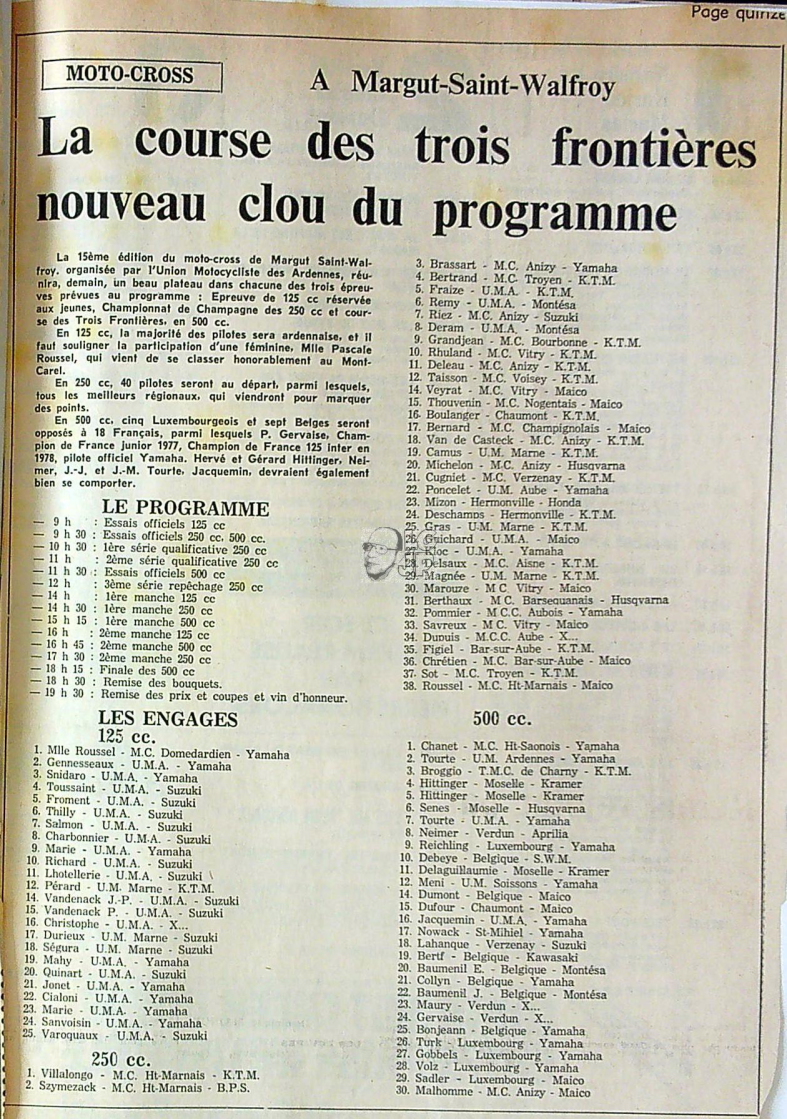 Page quinze
MOTO-CROSS
A Margut-Saint-Walfroy
La course des trois frontières
nouveau clou du programme
La 15ème édition du moto-cross de Margut Saint-Wal-
froy. organisée par l'Union Motocycliste des Ardennes, réu-
nira, demain, un beau plateau dans chacune des trois épreu-
ves prévues au programme : Epreuve de 125 cc réservée
aux jeunes, Championnat de Champagne des 250 cc et cour-
se des Trois Frontières, en 500 cc.
En 125 cc, la majorité des pilotes sera ardennaise, et il
faut souligner la participation d'une féminine, Mlle Pascale
Roussel, qui vient de se classer honorablement au Mont-
Carel.
En 250 cc, 40 pilotes seront au départ, parmi lesquels,
tous les meilleurs régionaux, qui viendront pour marquer
des points.
En 500 cc, cinq Luxembourgeois et sept Belges seront
opposés à 18 Français, parmi lesquels P. Gervaise, Cham-
pion de France junior 1977, Champion de France 125 inter en
1978, pilote officiel Yamaha. Hervé et Gérard Hittinger, Nei-
mer, J.-J. et J.-M. Tourte, Jacquemin, devraient également
bien se comporter.
LE PROGRAMME
— 9 h : Essais officiels 125 cc
— 9 h 30 : Essais officiels 250 cc. 500 cc.
— 10 h 30 : 1ère série qualificative 250 cc
— 11 h : 2ème série qualificative 250 cc
— 11 h 30 : Essais officiels 500 cc
— 12 h : 3ème série repêchage 250 cc
— 14 h : 1ère manche 125 cc
— 14 h 30 : 1ère manche 250 cc
— 15 h 15 : 1ère manche 500 cc
— 16 h : 2ème manche 125 cc
— 16 h 45 : 2ème manche 500 cc
— 17 h 30 : 2ème manche 250 cc
— 18 h 15 : Finale des 500 cc
— 18 h 30 : Remise des bouquets.
— 19 h 30 : Remise des prix et coupes et vin d'honneur.
LES ENGAGES
125 cc.
1. Mlle Roussel - M.C. Domedardien - Yamaha
2. Gennesseaux - U.M.A. - Yamaha
3. Snidaro - U.M.A. - Yamaha
4. Toussaint - U.M.A. - Suzuki
5. Froment - U.M.A. - Suzuki
6. Thilly - U.M.A. - Suzuki
7. Salmon - U.M.A. - Suzuki
8. Charbonnier - U.M.A. - Suzuki
9. Marie - U.M.A. - Yamaha
10. Richard - U.M.A. - Suzuki
11. Lhotellerie - U.M.A. - Suzuki
12. Pérard - U.M. Marne - K.T.M.
14. Vandenack J.-P. - U.M.A. - Suzuki
15. Vandenack P. - U.M.A. - Suzuki
16. Christophe - U.M.A. - X...
17. Durieux - U.M. Marne - Suzuki
18. Ségura - U.M. Marne - Suzuki
19. Mahy - U.M.A. - Yamaha
20. Quinart - U.M.A. - Suzuki
21. Jonet - U.M.A. - Yamaha
22. Cialoni - U.M.A. - Yamaha
23. Marie - U.M.A. - Yamaha
24. Sanvoisin - U.M.A. - Yamaha
25. Varoquaux - U.M.A. - Suzuki
250 cc.
1. Villalongo - M.C. Ht-Marnais - K.T.M.
2. Szymezack - M.C. Ht-Marnais - B.P.S.
3. Brassart - M.C. Anizy - Yamaha
4. Bertrand - M.C. Troyen - K.T.M.
5. Fraize - U.M.A. - K.T.M.
6. Remy - U.M.A. - Montésa
7. Riez - M.C. Anizy - Suzuki
8. Deram - U.M.A. - Montésa
9. Grandjean - M.C. Bourbonne - K.T.M.
10. Rhuland - M.C. Vitry - K.T.M.
11. Deleau - M.C. Anizy - K.T.M.
12. Taisson - M.C. Voisey - K.T.M.
14. Veyrat - M.C. Vitry - Maico
15. Thouvenin - M.C. Nogentais - Maico
16. Boulanger - Chaumont - K.T.M.
17. Bernard - M.C. Champignolais - Maico
18. Van de Casteck - M.C. Anizy - K.T.M.
19. Camus - U.M. Marne - K.T.M.
20. Michelon - M.C. Anizy - Husqvarna
21. Cugniet - M.C. Verzenay - K.T.M.
22. Poncelet - U.M. Aube - Yamaha
23. Mizon - Hermonville - Honda
24. Deschamps - Hermonville - K.T.M.
25. Gras - U.M. Marne - K.T.M.
26. Guichard - U.M.A. - Maico
27. Kloc - U.M.A. - Yamaha
28. Delsaux - M.C. Aisne - K.T.M.
29. Magnée - U.M. Marne - K.T.M.
30. Marouze - M C. Vitry - Maico
31. Berthaux - M.C. Barsequanais - Husqvarna
32. Pommier - M.C.C. Aubois - Yamaha
33. Savreux - M C. Vitry - Maico
34. Dupuis - M.C.C. Aube - X...
35. Figiel - Bar-sur-Aube - K.T.M.
36. Chrétien - M.C. Bar-sur-Aube - Maico
37. Sot - M.C. Troyen - K.T.M.
38. Roussel - M.C. Ht-Marnais - Maico
500 cc.
1. Chanet - M.C. Ht-Saonois - Yamaha
2. Tourte - U.M. Ardennes - Yamaha
3. Broggio - T.M.C. de Charny - K.T.M.
4. Hittinger - Moselle - Kramer
5. Hittinger - Moselle - Kramer
6. Senes - Moselle - Husqvarna
7. Tourte - U.M.A. - Yamaha
8. Neimer - Verdun - Aprilia
9. Reichling - Luxembourg - Yamaha
10. Debeye - Belgique - S.W.M.
11. Delaguillaumie - Moselle - Kramer
12. Meni - U.M. Soissons - Yamaha
14. Dumont - Belgique - Maico
15. Dufour - Chaumont - Maico
16. Jacquemin - U.M.A. - Yamaha
17. Nowack - St-Mihiel - Yamaha
18. Lahanque - Verzenay - Suzuki
19. Bertf - Belgique - Kawasaki
20. Baumenil E. - Belgique - Montésa
21. Collyn - Belgique - Yamaha
22. Baumenil J. - Belgique - Montésa
23. Maury - Verdun - X...
24. Gervaise - Verdun - X...
25. Bonjeann - Belgique - Yamaha
26. Turk - Luxembourg - Yamaha
27. Gobbels - Luxembourg - Yamaha
28. Volz - Luxembourg - Yamaha
29. Sadler - Luxembourg - Maico
30. Malhomme - M.C. Anizy - Maico